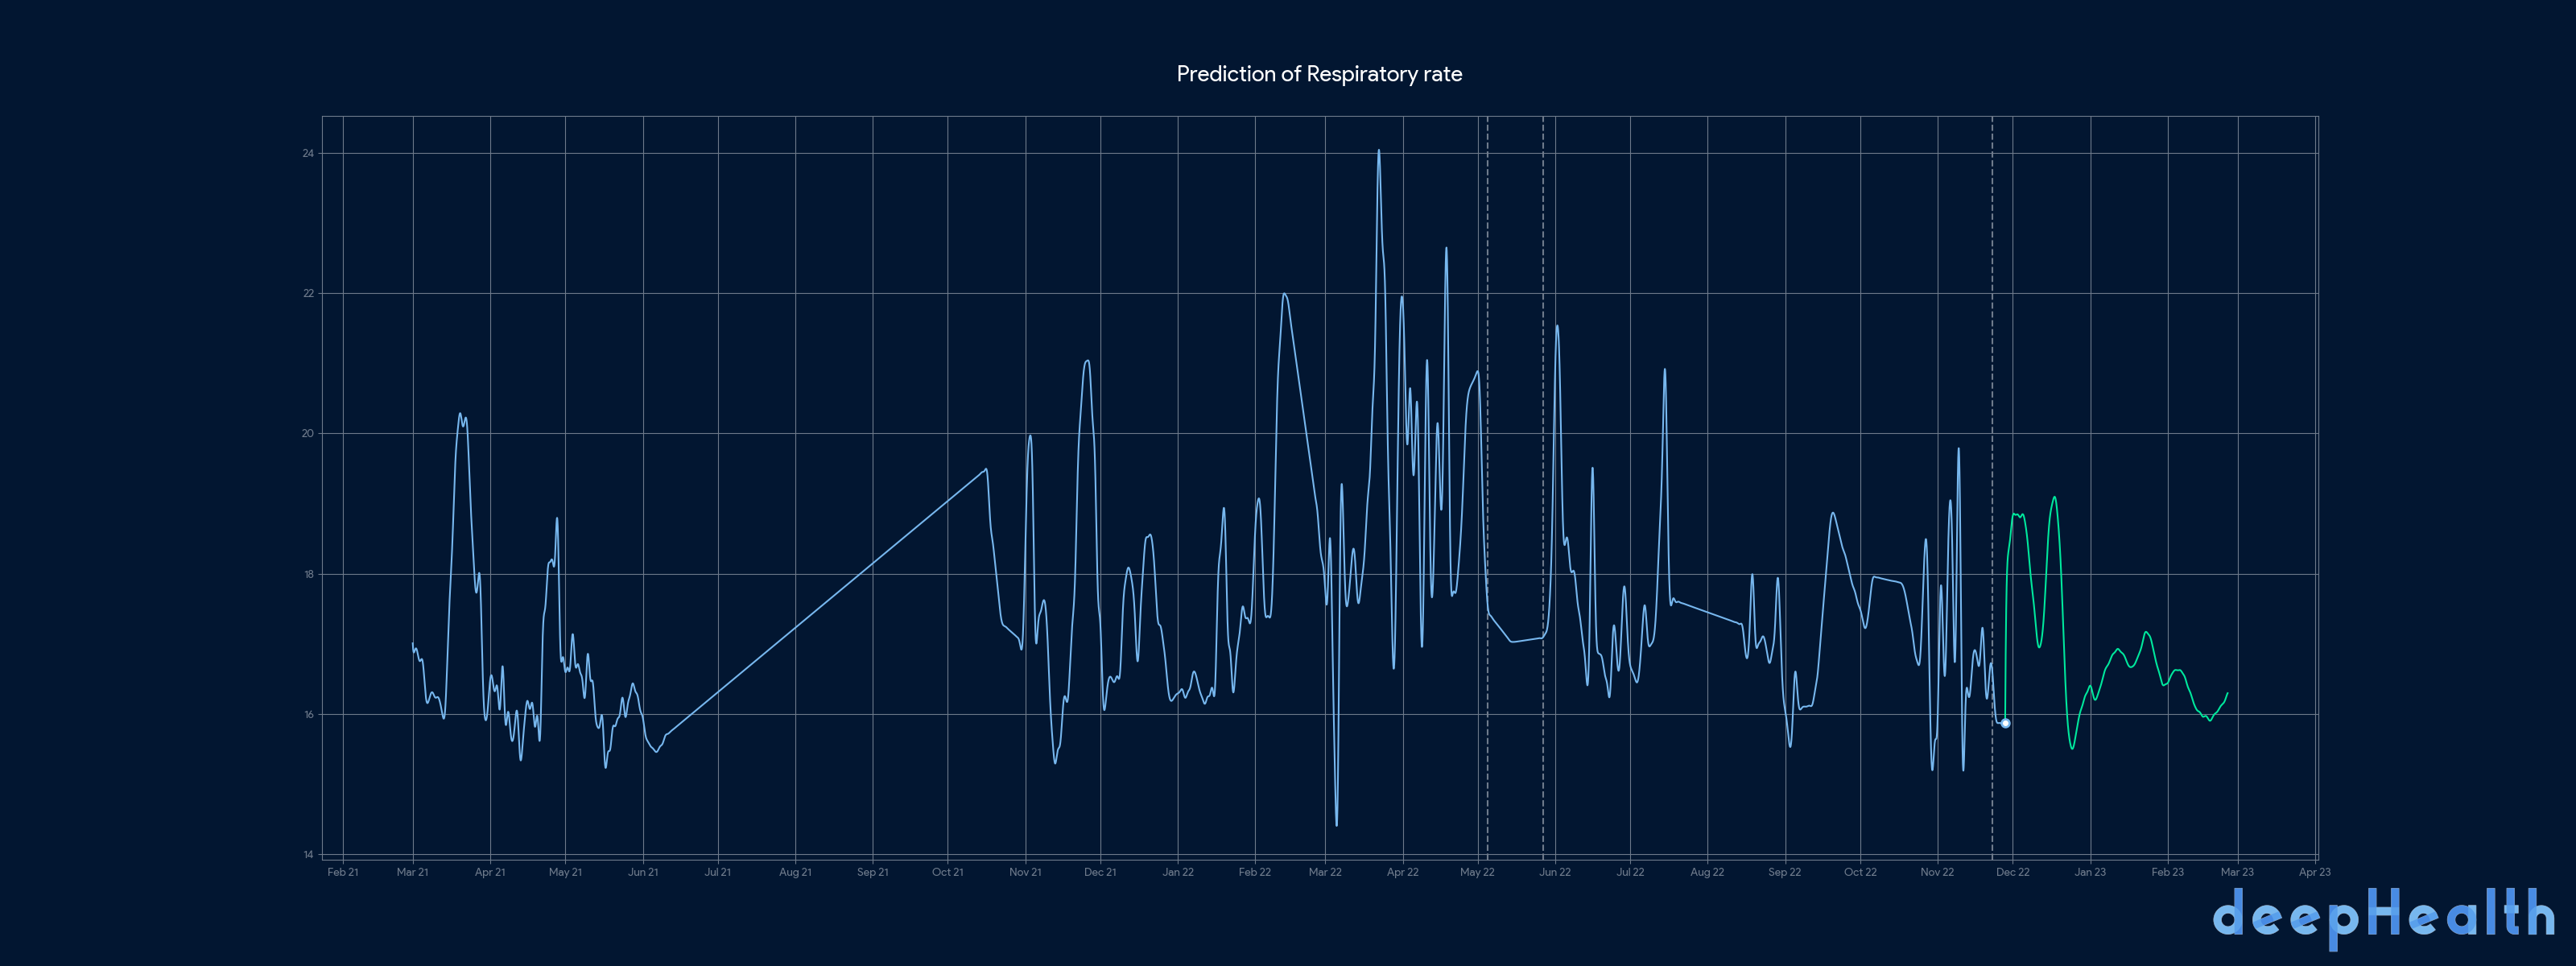 Prediction of Respiratory rate
24
22
20
18
16
14
Feb 21 Mar 21 Apr 21 May 21 Jun 21 Jul 21 Aug 21 Sep 21 Oct 21 Nov 21 Dec 21 Jan 22 Feb 22 Mar 22 Apr 22 May 22 Jun 22 Jul 22 Aug 22 Sep 22 Oct 22 Nov 22 Dec 22 Jan 23 Feb 23 Mar 23 Apr 23
deepHealth